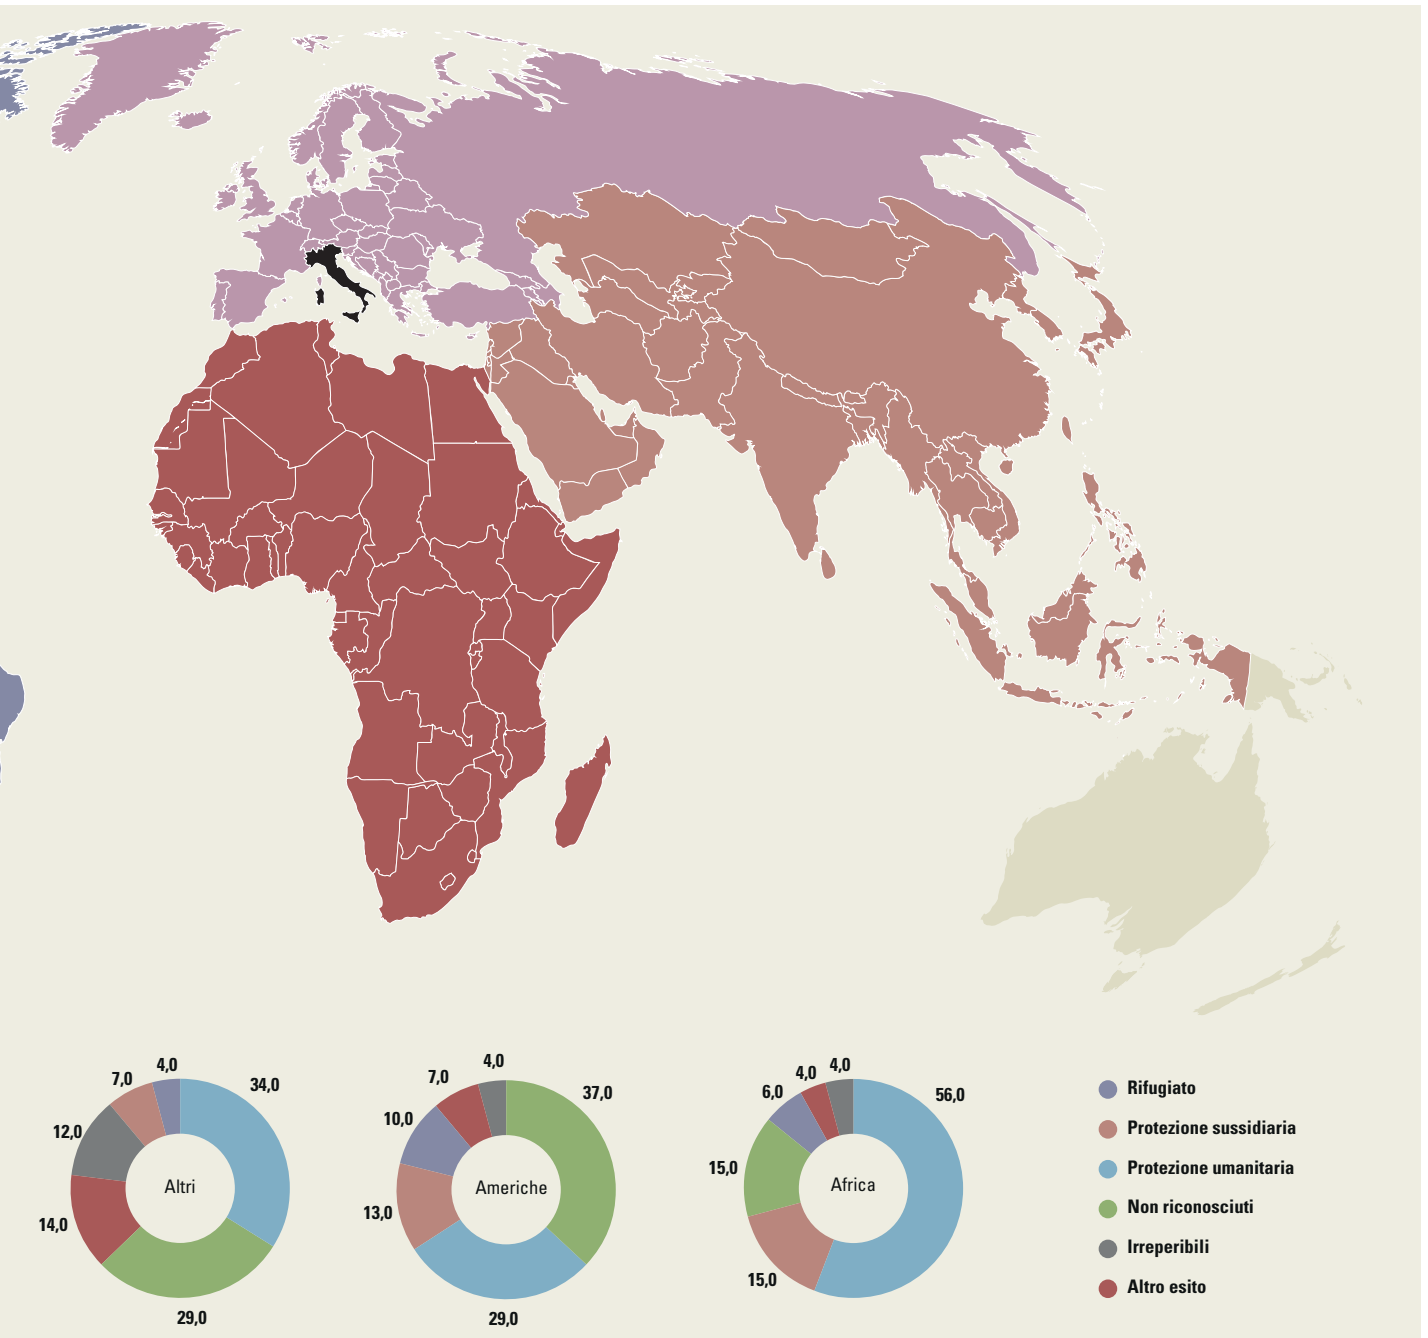 4,0
7,0
34,0
12,0
Altri
14,0
29,0
4,0
7,0
37,0
10,0
Americhe
13,0
29,0
4,0
4,0
6,0
56,0
15,0
Africa
15,0
Rifugiato
Protezione sussidiaria
Protezione umanitaria
Non riconosciuti
Irreperibili
Altro esito